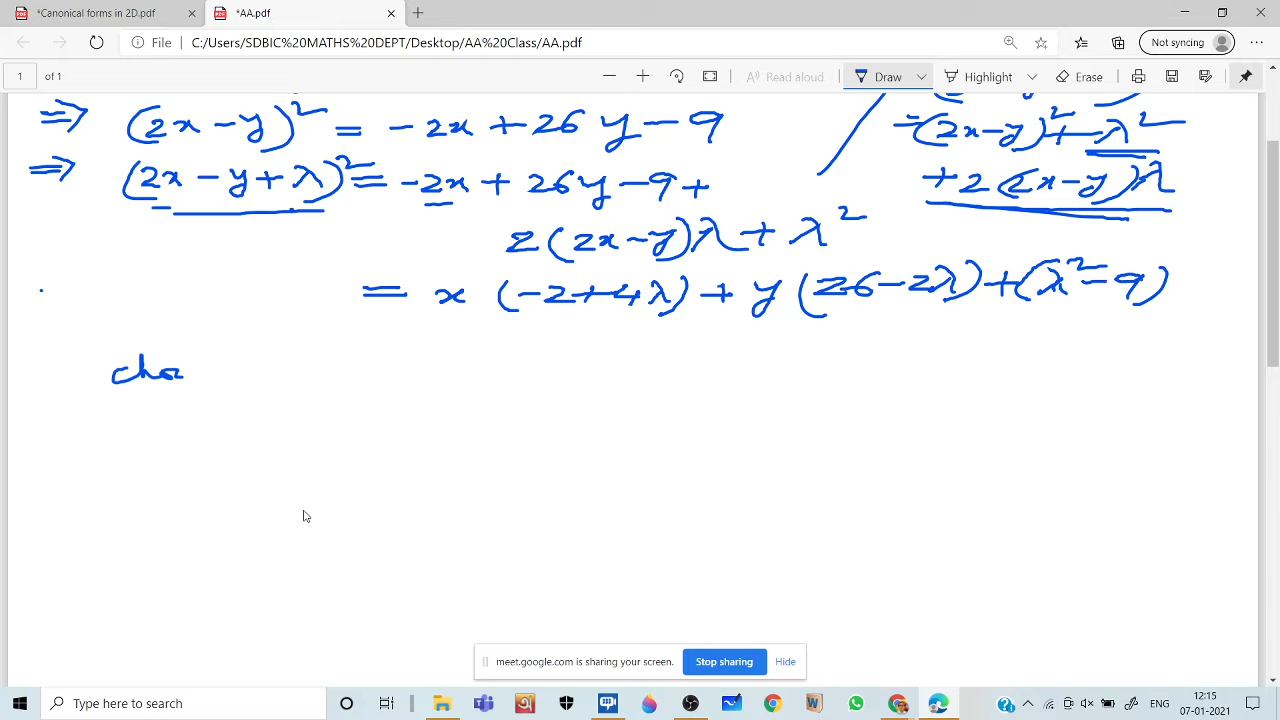 *Canonical forms in 2D.pdf
*AA.pdf
File
C:/Users/SDBIC%20MATHS%20DEPT/Desktop/AA%20Class/AA.pdf
Not syncing
1 of 1
Read aloud
Draw
Highlight
Erase
⇒ (2x-y)² = -2x+26y-9
=(2x-y)²+λ²
⇒ (2x-y+λ)² = -2x+26y-9+
+2(2x-y)λ
2(2x-y)λ+λ²
= x(-2+4λ)+y(26-2λ)+(λ²-9)
choo
meet.google.com is sharing your screen.
Stop sharing
Hide
Type here to search
ENG
12:15
07-01-2021